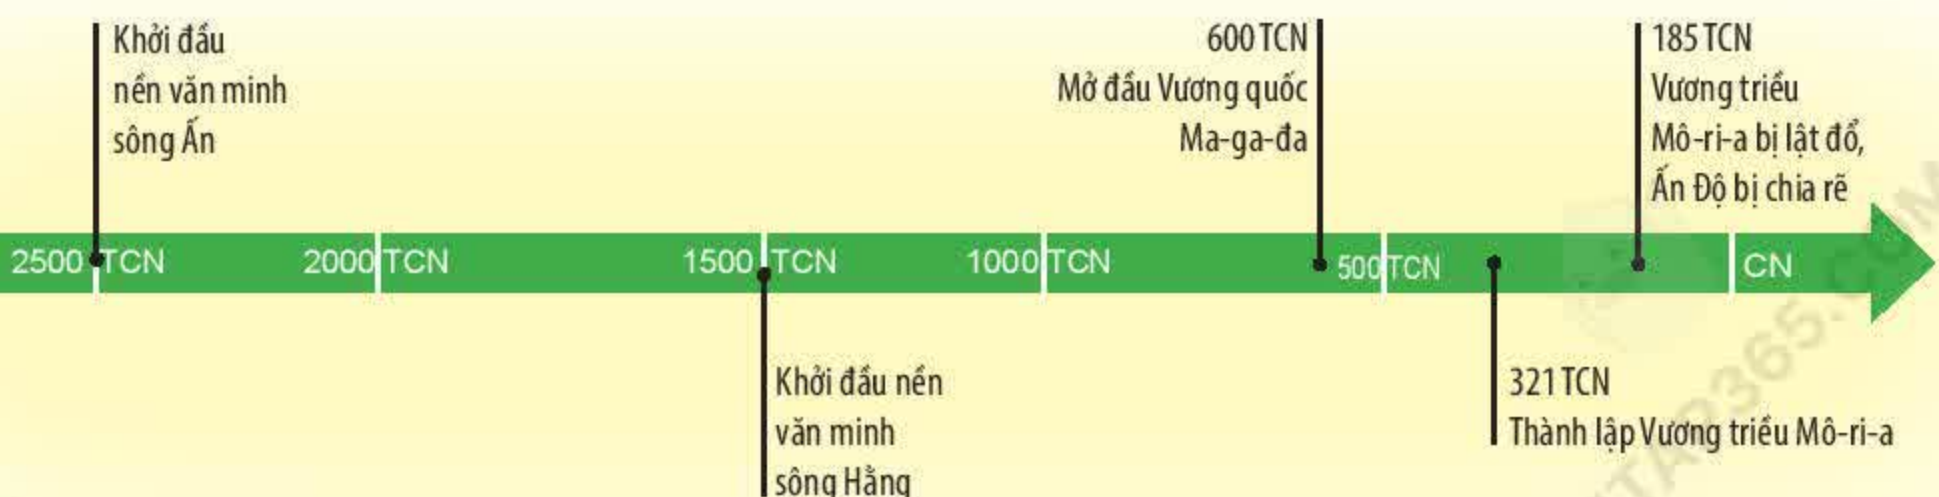 Khởi đầu
nền văn minh
sông Ấn
600 TCN
Mở đầu Vương quốc
Ma-ga-đa
185 TCN
Vương triều
Mô-ri-a bị lật đổ,
Ấn Độ bị chia rẽ
2500 TCN
2000 TCN
1500 TCN
1000 TCN
500 TCN
CN
Khởi đầu nền
văn minh
sông Hằng
321 TCN
Thành lập Vương triều Mô-ri-a